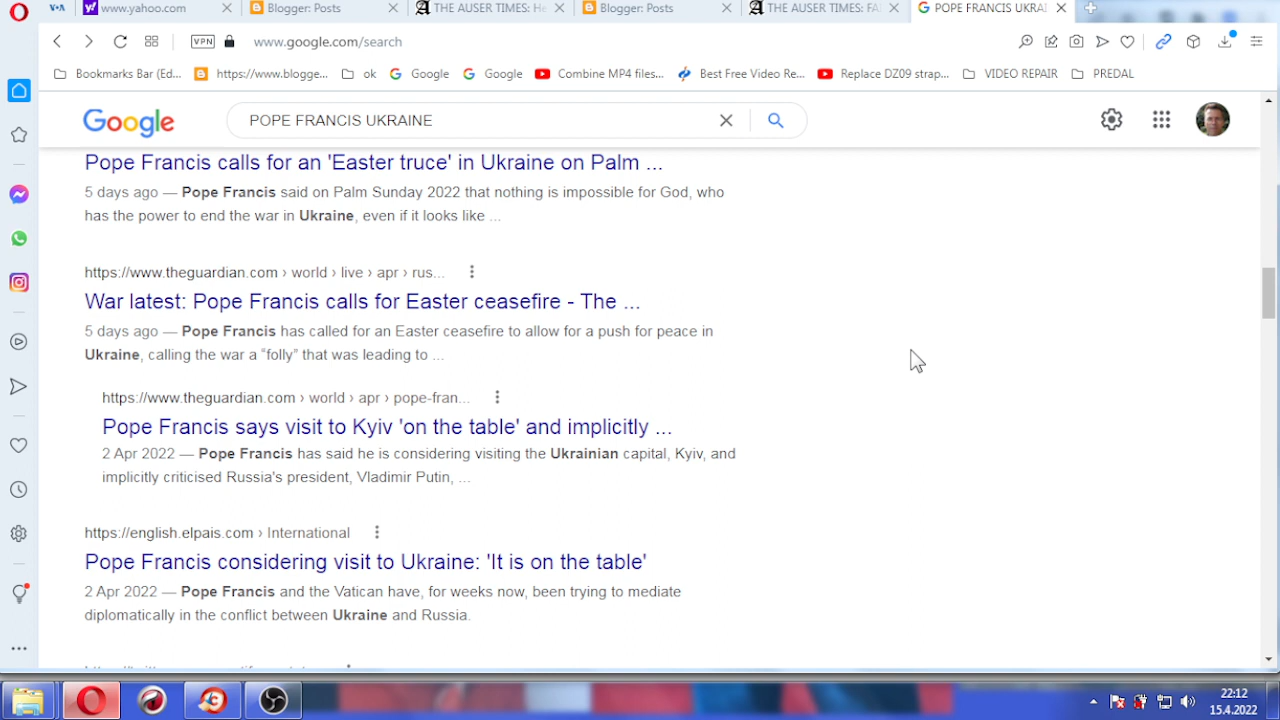 www.yahoo.com
Blogger: Posts
THE AUSER TIMES: He
Blogger: Posts
THE AUSER TIMES: FA
POPE FRANCIS UKRAI
VPN
www.google.com/search
Bookmarks Bar (Ed...
https://www.blogge...
ok
Google
Google
Combine MP4 files...
Best Free Video Re...
Replace DZ09 strap...
VIDEO REPAIR
PREDAL
Google
POPE FRANCIS UKRAINE
Pope Francis calls for an 'Easter truce' in Ukraine on Palm ...
5 days ago — Pope Francis said on Palm Sunday 2022 that nothing is impossible for God, who
has the power to end the war in Ukraine, even if it looks like ...
https://www.theguardian.com › world › live › apr › rus...
War latest: Pope Francis calls for Easter ceasefire - The ...
5 days ago — Pope Francis has called for an Easter ceasefire to allow for a push for peace in
Ukraine, calling the war a “folly” that was leading to ...
https://www.theguardian.com › world › apr › pope-fran...
Pope Francis says visit to Kyiv 'on the table' and implicitly ...
2 Apr 2022 — Pope Francis has said he is considering visiting the Ukrainian capital, Kyiv, and
implicitly criticised Russia's president, Vladimir Putin, ...
https://english.elpais.com › International
Pope Francis considering visit to Ukraine: 'It is on the table'
2 Apr 2022 — Pope Francis and the Vatican have, for weeks now, been trying to mediate
diplomatically in the conflict between Ukraine and Russia.
22:12
15.4.2022